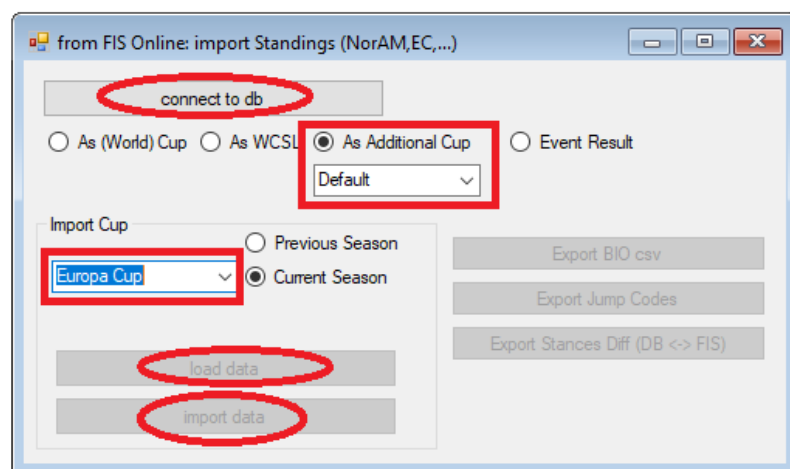 from FIS Online: import Standings (NorAM,EC,...)
connect to db
As (World) Cup As WCSL As Additional Cup Event Result
Default
Import Cup
Previous Season
Europa Cup Current Season
Export BIO csv
Export Jump Codes
Export Stances Diff (DB <-> FIS)
load data
import data